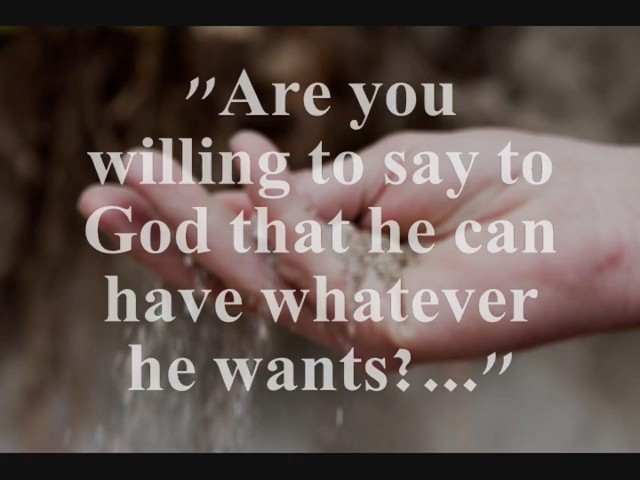 "Are you
willing to say to
God that he can
have whatever
he wants?..."